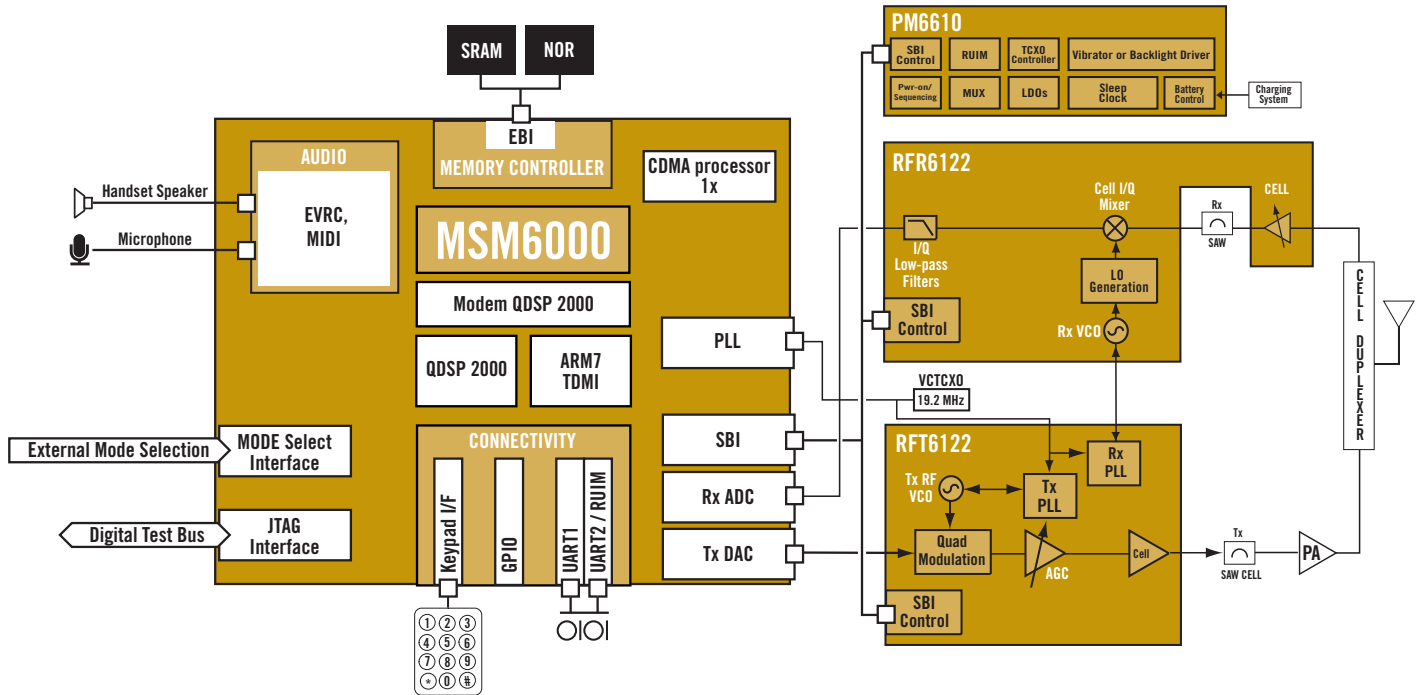 SRAM
NOR
EBI
MEMORY CONTROLLER
AUDIO
EVRC,
MIDI
Handset Speaker
Microphone
CDMA processor
1x
MSM6000
Modem QDSP 2000
QDSP 2000
ARM7
TDMI
PLL
SBI
Rx ADC
Tx DAC
External Mode Selection
MODE Select
Interface
Digital Test Bus
JTAG
Interface
CONNECTIVITY
Keypad I/F
GPIO
UART1
UART2 / RUIM
1 2 3
4 5 6
7 8 9
* 0 #
PM6610
SBI
Control
RUIM
TCXO
Controller
Vibrator or Backlight Driver
Pwr-on/
Sequencing
MUX
LDOs
Sleep
Clock
Battery
Control
Charging
System
RFR6122
Cell I/Q
Mixer
I/Q
Low-pass
Filters
LO
Generation
Rx VCO
SBI
Control
Rx
SAW
CELL
CELL DUPLEXER
VCTCXO
19.2 MHz
RFT6122
Rx
PLL
Tx RF
VCO
Tx
PLL
Quad
Modulation
AGC
Cell
SBI
Control
Tx
SAW CELL
PA